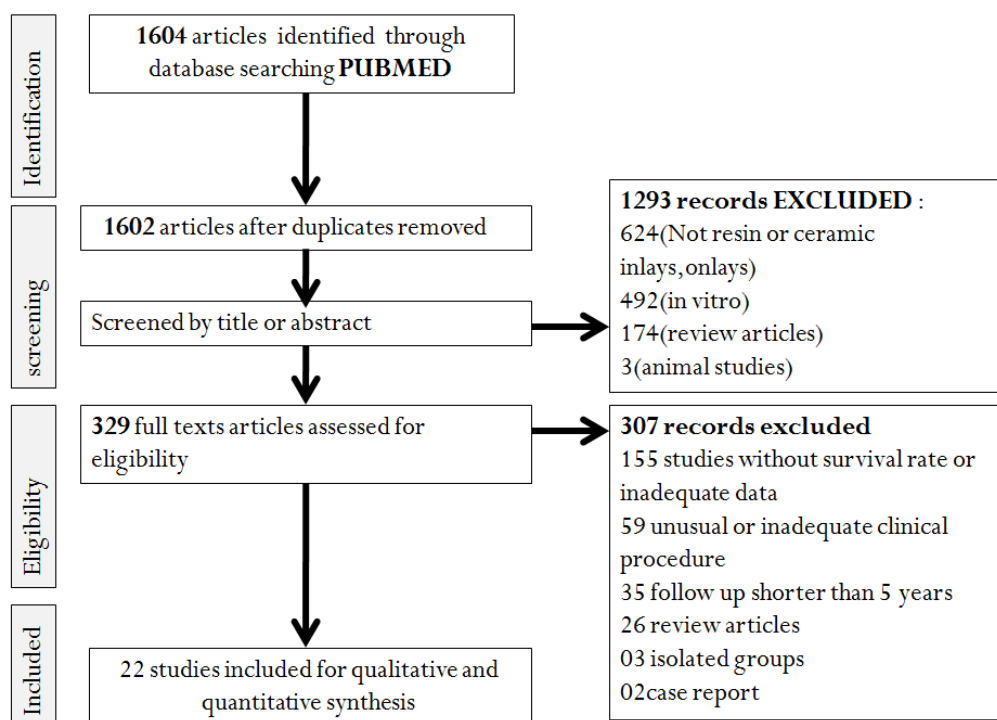 Identification
1604 articles identified through
database searching PUBMED
screening
1602 articles after duplicates removed
Screened by title or abstract
1293 records EXCLUDED :
624(Not resin or ceramic
inlays,onlays)
492(in vitro)
174(review articles)
3(animal studies)
Eligibility
329 full texts articles assessed for
eligibility
307 records excluded
155 studies without survival rate or
inadequate data
59 unusual or inadequate clinical
procedure
35 follow up shorter than 5 years
26 review articles
03 isolated groups
02case report
Included
22 studies included for qualitative and
quantitative synthesis